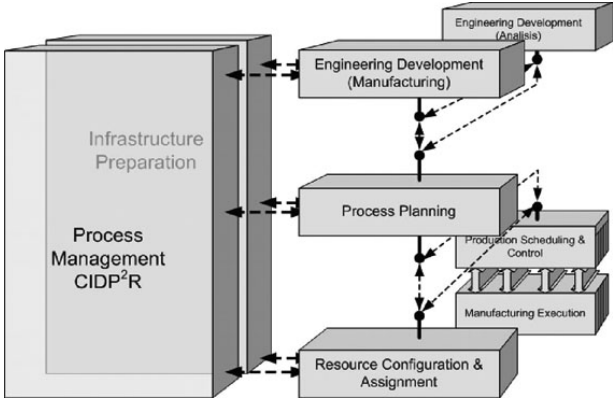 Engineering Development
(Analisis)
Engineering Development
(Manufacturing)
Infrastructure
Preparation
Process
Management
CIDP²R
Process Planning
Production Scheduling &
Control
Manufacturing Execution
Resource Configuration &
Assignment